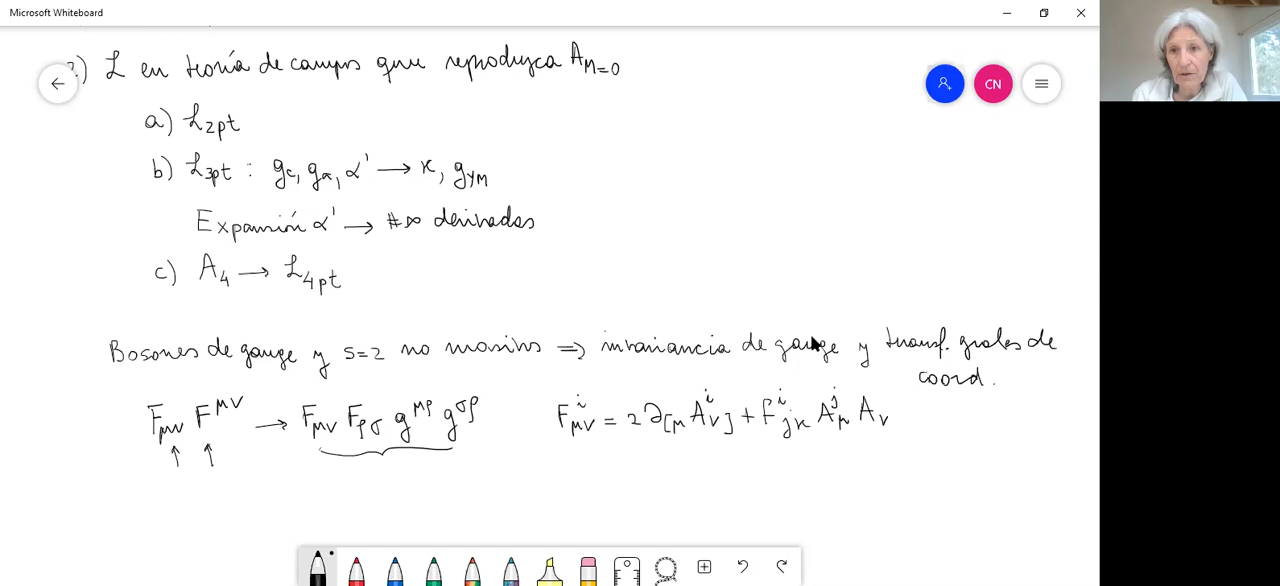 Microsoft Whiteboard
2.) L en teoría de campos que reproduzca A_{M=0}
CN
a) L_{2pt}
b) L_{3pt} : g_c, g_α, α' → κ, g_{YM}
Expansión α' → #∞ derivadas
c) A_4 → L_{4pt}
Bosones de gauge y s=2 no masivos ⇒ invariancia de gauge y transf. grales de
coord.
F_{μν} F^{μν} → F_{μν} F_{ρσ} g^{μρ} g^{σρ} F^i_{μν} = 2 ∂_{[μ} A^i_{ν]} + f^i_{jk} A^j_μ A_ν